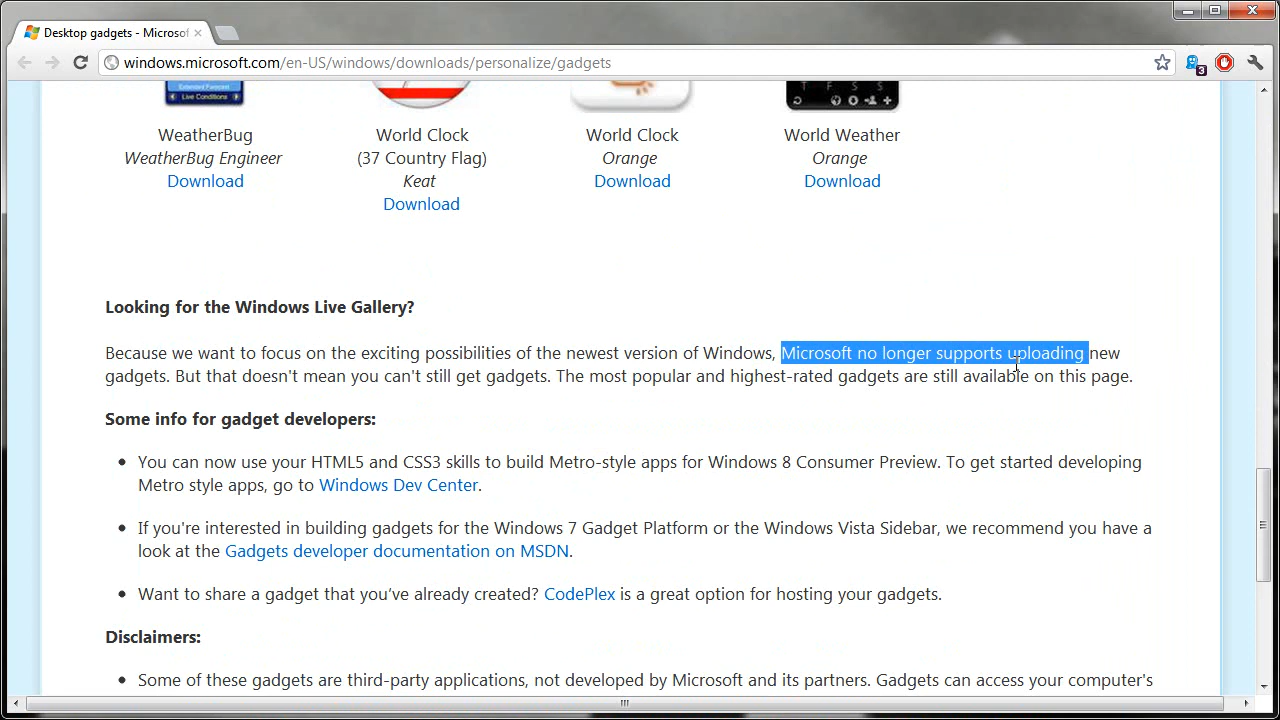 Desktop gadgets - Microsof
windows.microsoft.com/en-US/windows/downloads/personalize/gadgets
3
Extended Forecast
Live Conditions
T F S S
WeatherBug
WeatherBug Engineer
Download
World Clock
(37 Country Flag)
Keat
Download
World Clock
Orange
Download
World Weather
Orange
Download
Looking for the Windows Live Gallery?
Because we want to focus on the exciting possibilities of the newest version of Windows, Microsoft no longer supports uploading new
gadgets. But that doesn't mean you can't still get gadgets. The most popular and highest-rated gadgets are still available on this page.
Some info for gadget developers:
• You can now use your HTML5 and CSS3 skills to build Metro-style apps for Windows 8 Consumer Preview. To get started developing
Metro style apps, go to Windows Dev Center.
• If you're interested in building gadgets for the Windows 7 Gadget Platform or the Windows Vista Sidebar, we recommend you have a
look at the Gadgets developer documentation on MSDN.
• Want to share a gadget that you’ve already created? CodePlex is a great option for hosting your gadgets.
Disclaimers:
• Some of these gadgets are third-party applications, not developed by Microsoft and its partners. Gadgets can access your computer's